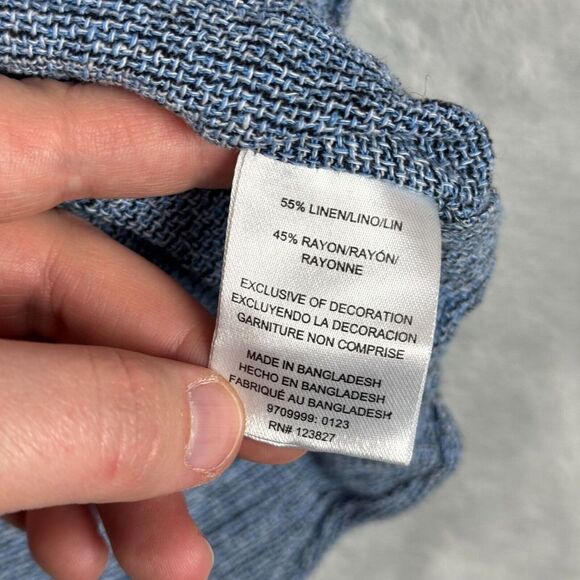 55% LINEN/LINO/LIN
45% RAYON/RAYÓN/
RAYONNE
EXCLUSIVE OF DECORATION
EXCLUYENDO LA DECORACION
GARNITURE NON COMPRISE
MADE IN BANGLADESH
HECHO EN BANGLADESH
FABRIQUÉ AU BANGLADESH
9709999: 0123
RN# 123827